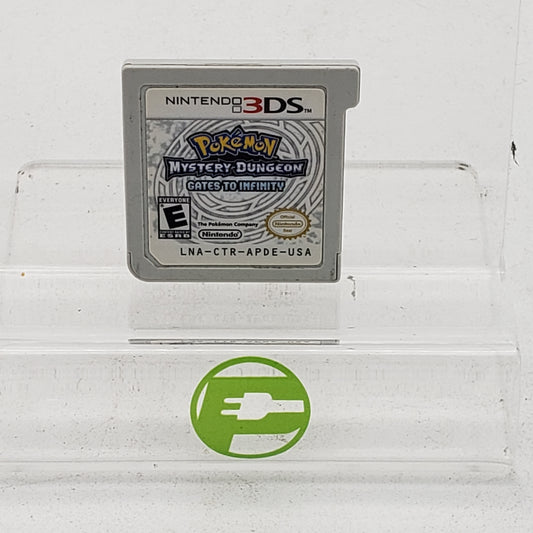 NINTENDO 3DS™
POKéMON
MYSTERY DUNGEON
GATES TO INFINITY
EVERYONE
E
ESRB
The Pokémon Company
Nintendo
Official
Nintendo
Seal
LNA-CTR-APDE-USA